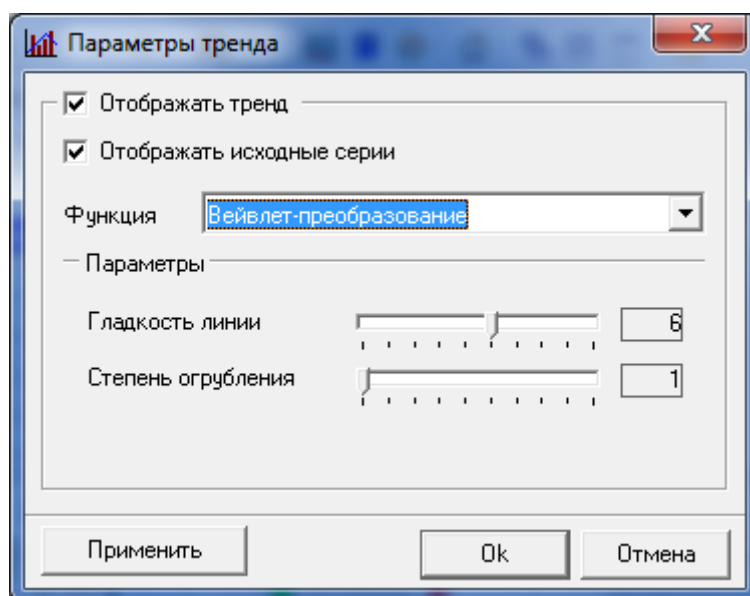 Параметры тренда
Отображать тренд
Отображать исходные серии
Функция Вейвлет-преобразование
Параметры
Гладкость линии 6
Степень огрубления 1
Применить Ok Отмена